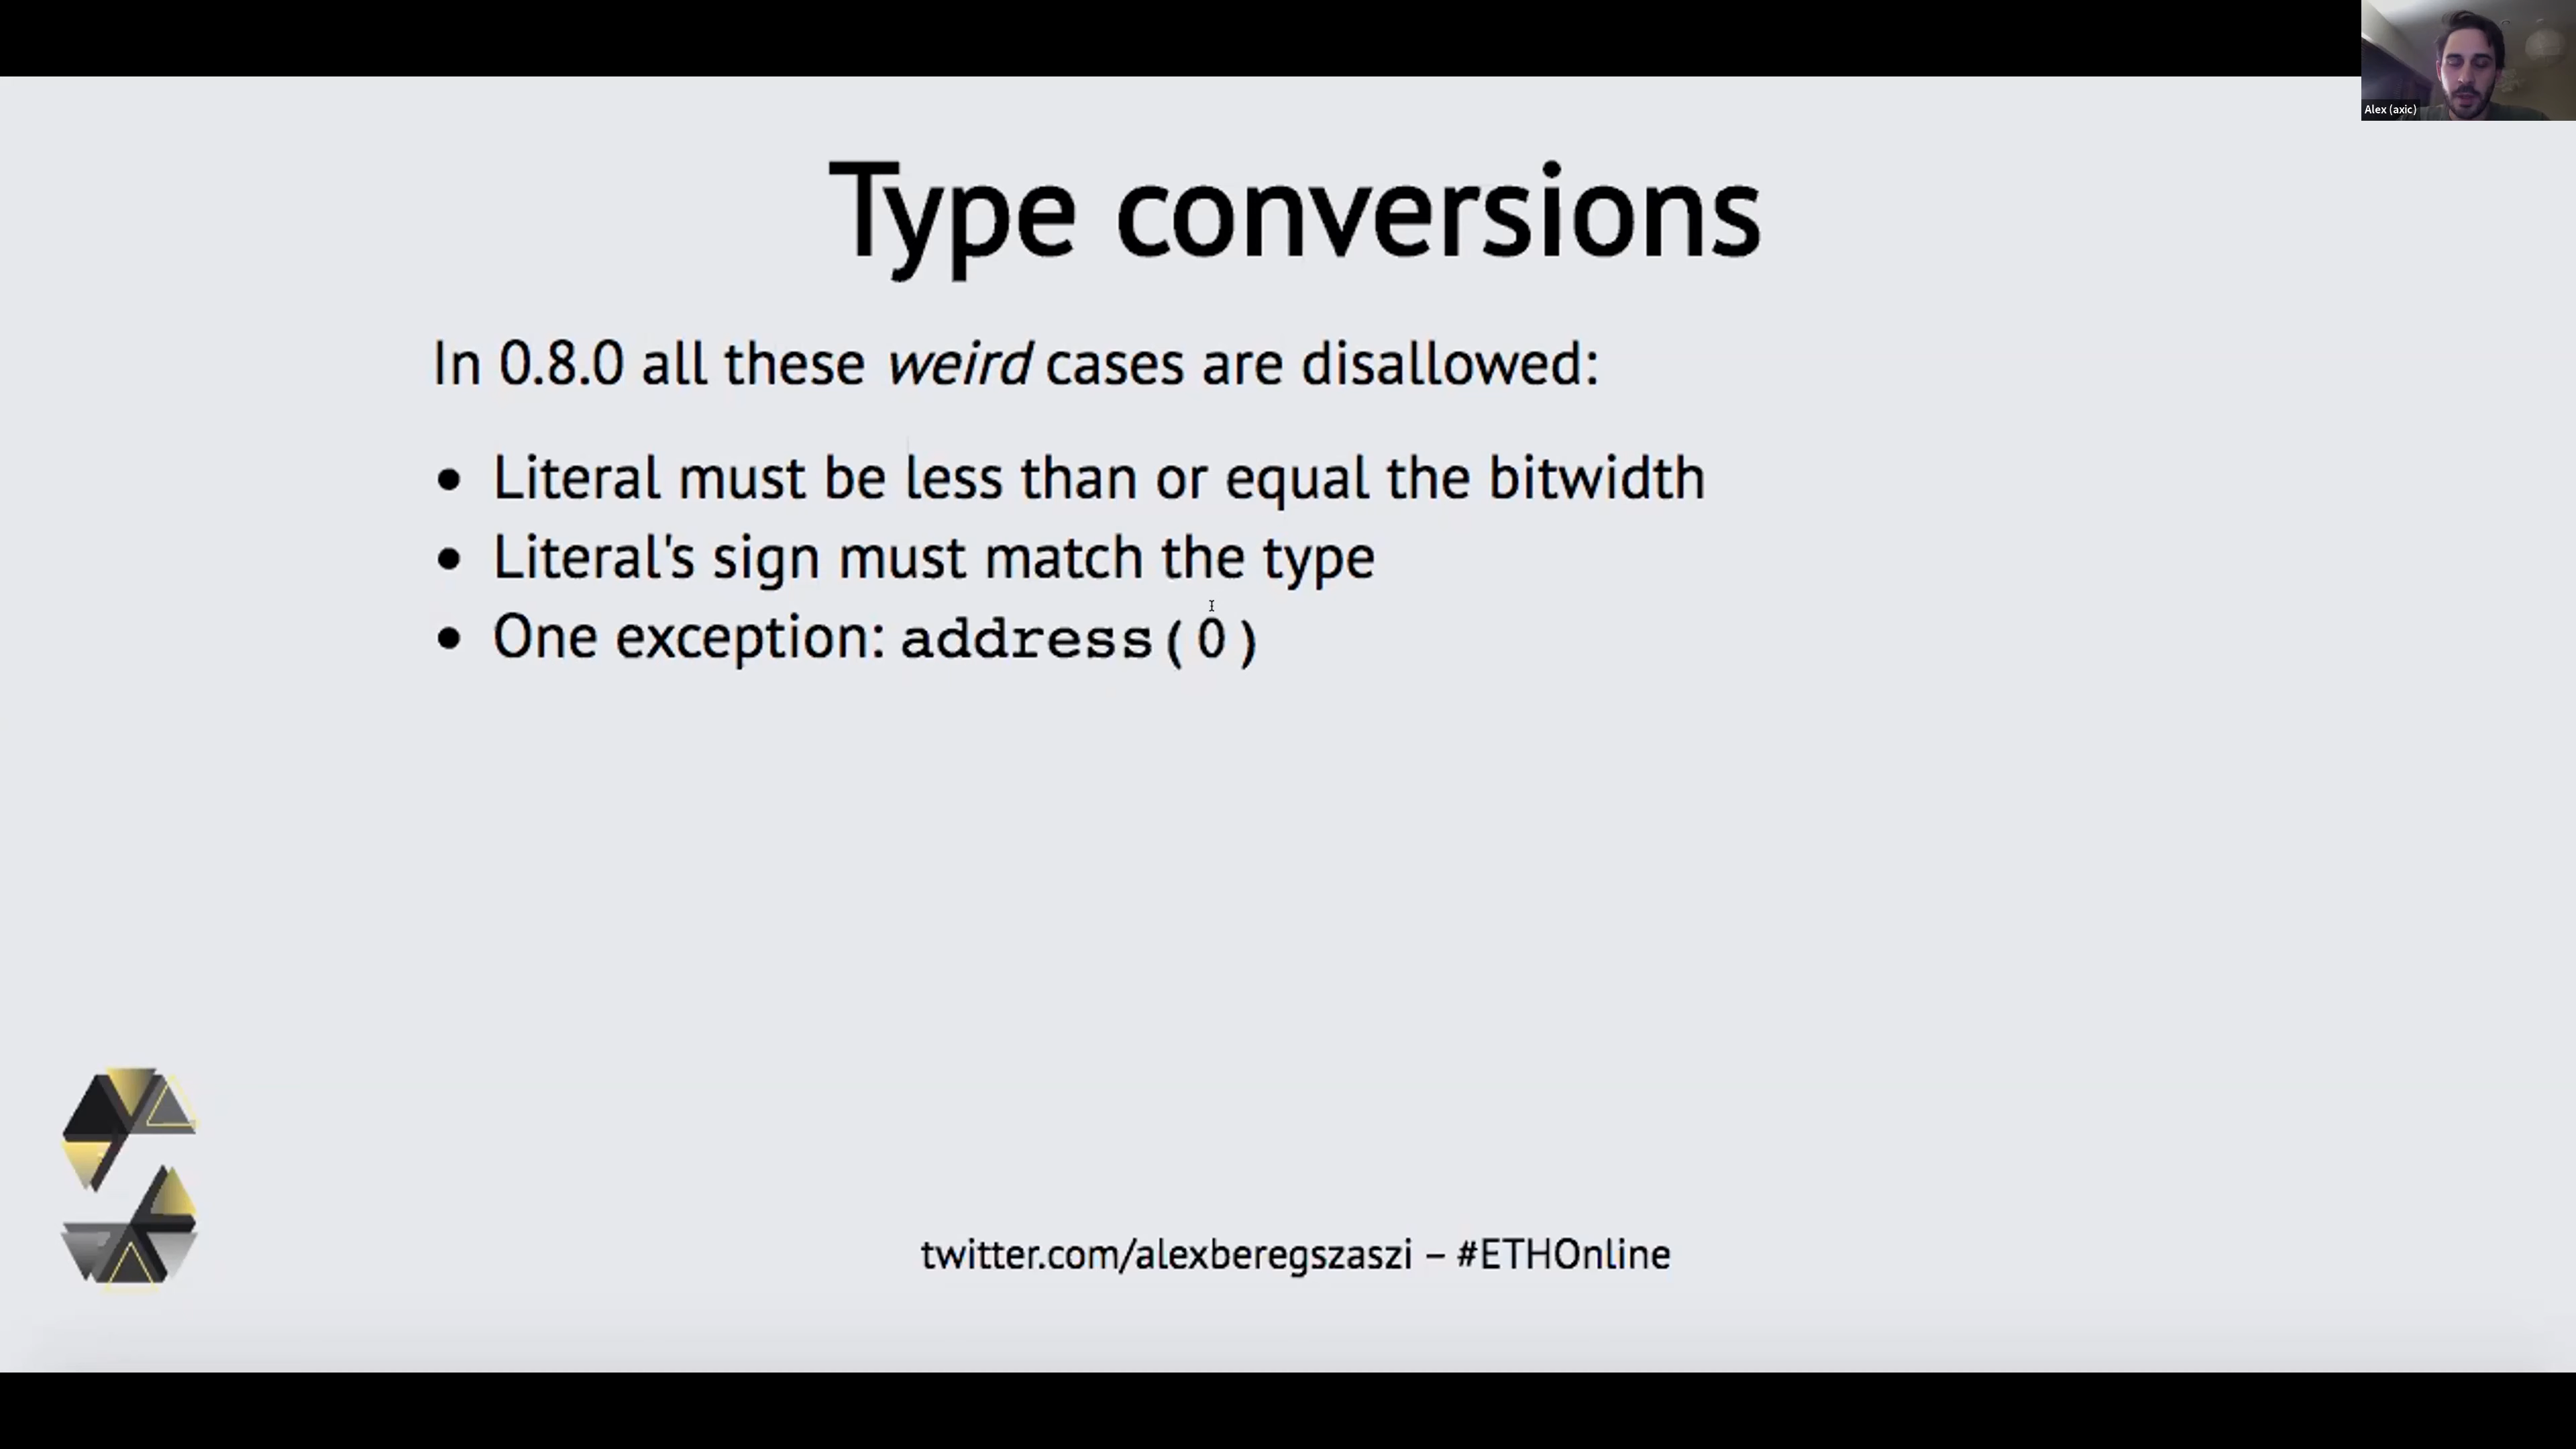 Alex (axic)
Type conversions
In 0.8.0 all these weird cases are disallowed:
• Literal must be less than or equal the bitwidth
• Literal's sign must match the type
• One exception: address(0)
twitter.com/alexberegszaszi – #ETHOnline